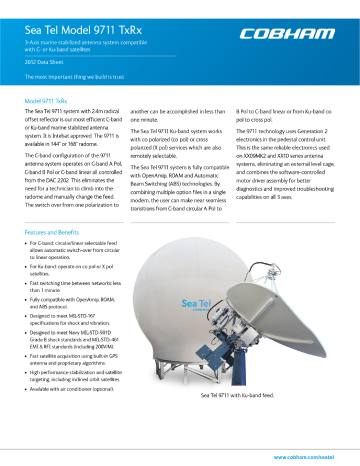 Sea Tel Model 9711 TxRx
3-Axis marine stabilized antenna system compatible
with C- or Ku-band satellites
COBHAM
2012 Data Sheet
The most important thing we build is trust
Model 9711 TxRx
The Sea Tel 9711 system with 2.4m radical
offset reflector is our most efficient C-band
or Ku-band marine stabilized antenna
system. It is Intelsat approved. The 9711 is
available in 144" or 168" radome.
The C-band configuration of the 9711
antenna system operates on C-band A Pol,
C-band B Pol or C-band linear all controlled
from the DAC 2202. This eliminates the
need for a technician to climb into the
radome and manually change the feed.
The switch over from one polarization to
another can be accomplished in less than
one minute.
The Sea Tel 9711 Ku-band system works
with co polarized (co pol) or cross
polarized (X pol) services which are also
remotely selectable.
The Sea Tel 9711 system is fully compatible
with OpenAmip, ROAM and Automatic
Beam Switching (ABS) technologies. By
combining multiple option files in a single
modem, the user can make near seamless
transitions from C-band circular A Pol to
B Pol to C-band linear or from Ku-band co
pol to cross pol.
The 9711 technology uses Generation 2
electronics in the pedestal control unit.
This is the same reliable electronics used
on XX09MK2 and XX10 series antenna
systems, eliminating an external level cage,
and combines the software-controlled
motor driver assembly for better
diagnostics and improved troubleshooting
capabilities on all 3 axes.
Features and Benefits
• For C-band: circular/linear selectable feed
allows automatic switch-over from circular
to linear operation.
• For Ku-band: operate on co pol or X pol
satellites.
• Fast switching time between networks less
than 1 minute.
• Fully compatible with OpenAmip, ROAM,
and ABS protocol.
• Designed to meet MIL-STD-167
specifications for shock and vibration.
• Designed to meet Navy MIL-STD-901D
Grade B shock standards and MIL-STD-461
EMI & RFI standards (including 200V/M).
• Fast satellite acquisition using built-in GPS
antenna and proprietary algorithms.
• High performance stabilization and satellite
targeting, including inclined orbit satellites.
• Available with air conditioner (optional).
Sea Tel
COBHAM
Sea Tel 9711 with Ku-band feed.
www.cobham.com/seatel